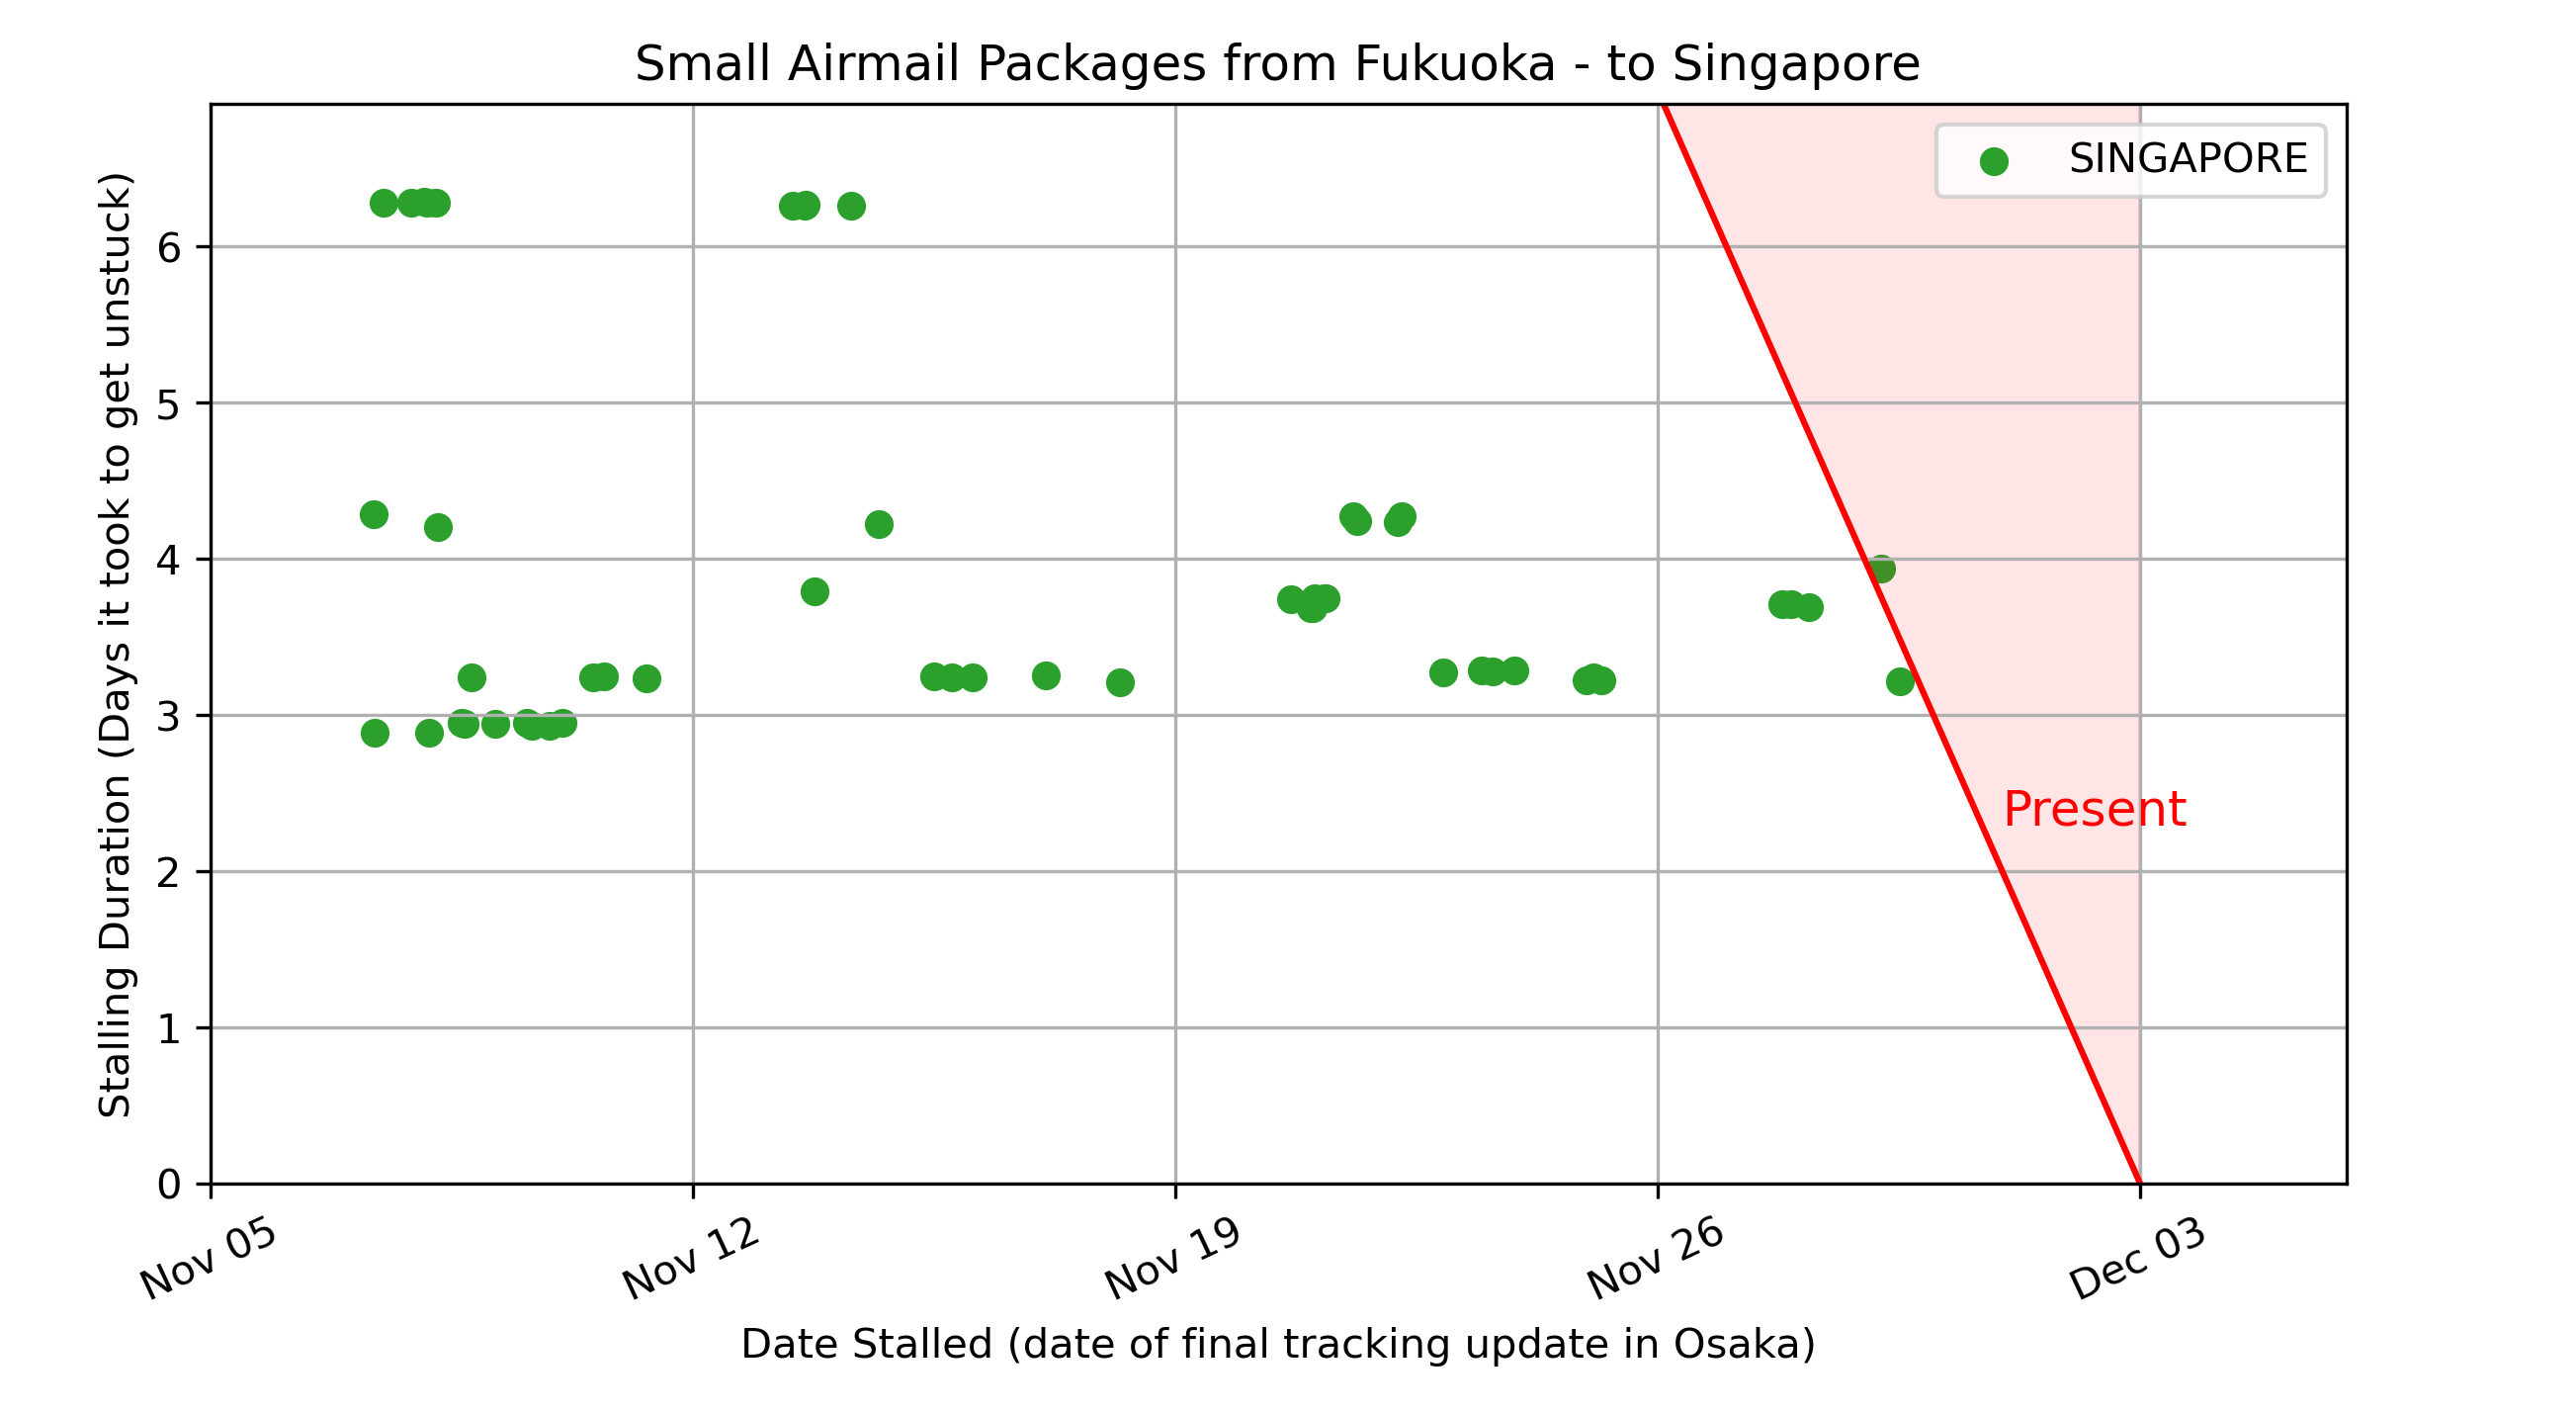 Small Airmail Packages from Fukuoka - to Singapore
SINGAPORE
Stalling Duration (Days it took to get unstuck)
6
5
4
3
2
1
0
Present
Nov 05
Nov 12
Nov 19
Nov 26
Dec 03
Date Stalled (date of final tracking update in Osaka)